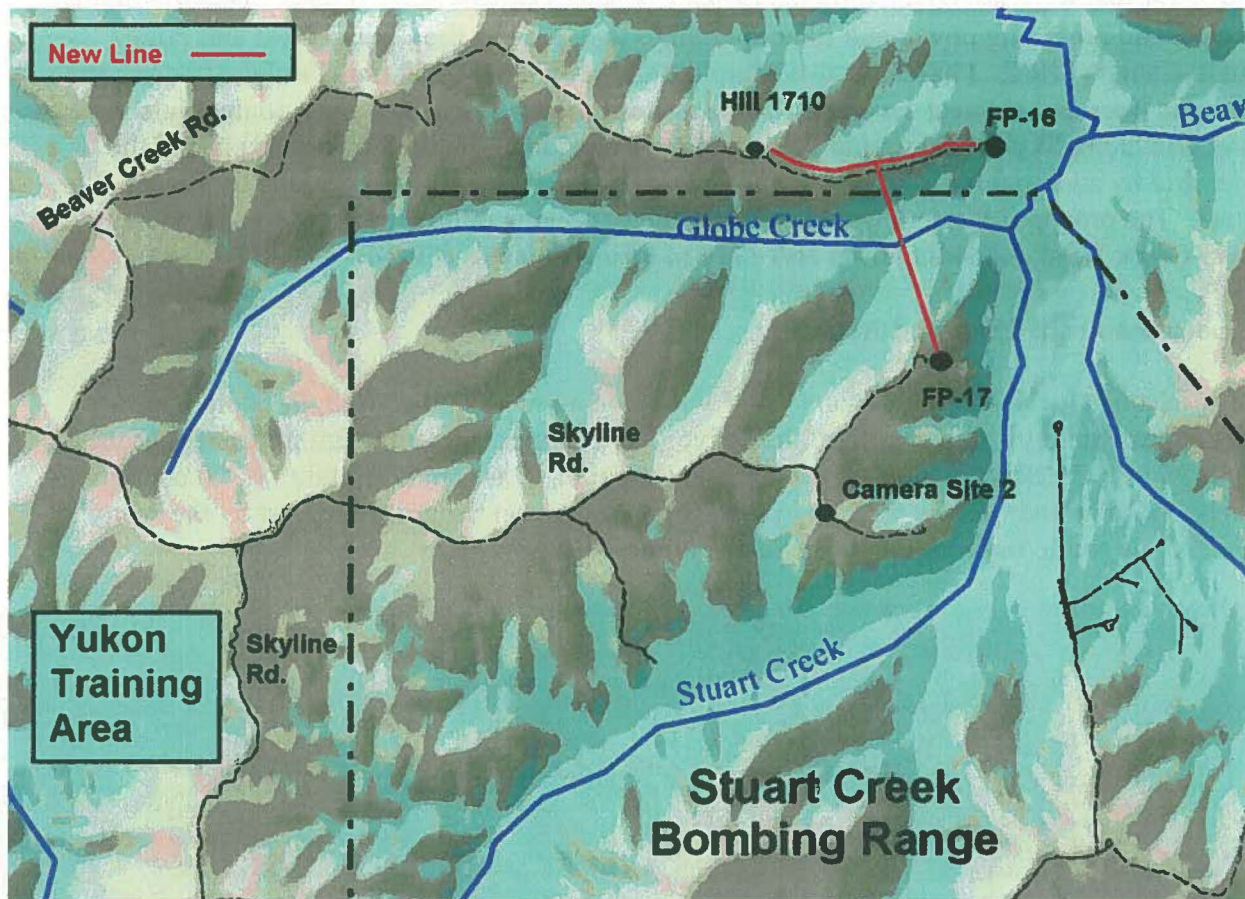 New Line
Hill 1710
FP-16
Beav
Beaver Creek Rd.
Globe Creek
FP-17
Skyline
Rd.
Camera Site 2
Yukon
Training
Area
Skyline
Rd.
Stuart Creek
Stuart Creek
Bombing Range